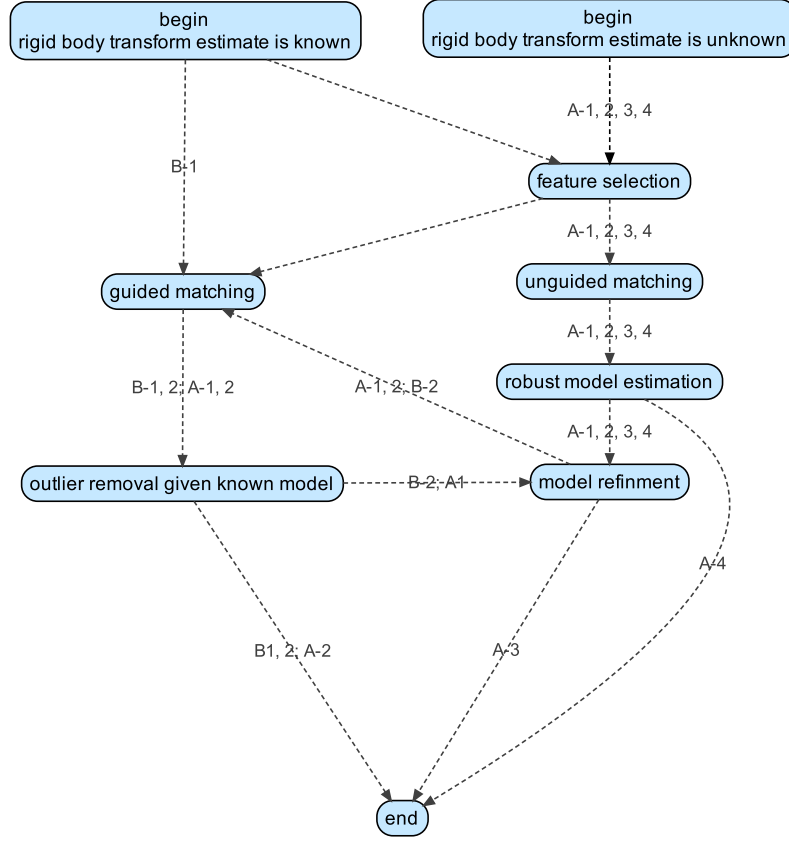 begin
rigid body transform estimate is known
begin
rigid body transform estimate is unknown
A-1, 2, 3, 4
B-1
feature selection
A-1, 2, 3, 4
guided matching
unguided matching
A-1, 2, 3, 4
robust model estimation
B-1, 2; A-1, 2
A-1, 2; B-2
A-1, 2, 3, 4
outlier removal given known model
B-2; A1
model refinment
A-4
B1, 2; A-2
A-3
end